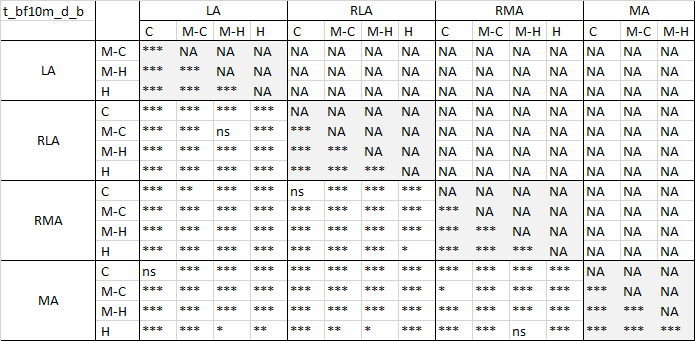 t_bf10m_d_b LA RLA RMA MA
C M-C M-H H C M-C M-H H C M-C M-H H C M-C M-H
LA M-C *** NA NA NA NA NA NA NA NA NA NA NA NA NA NA
M-H *** *** NA NA NA NA NA NA NA NA NA NA NA NA NA
H *** *** *** NA NA NA NA NA NA NA NA NA NA NA NA
RLA C *** *** *** *** NA NA NA NA NA NA NA NA NA NA NA
M-C *** *** ns *** *** NA NA NA NA NA NA NA NA NA NA
M-H *** *** *** *** *** *** NA NA NA NA NA NA NA NA NA
H *** *** *** *** *** *** *** NA NA NA NA NA NA NA NA
RMA C *** ** *** *** ns *** *** *** NA NA NA NA NA NA NA
M-C *** *** *** *** *** *** *** *** *** NA NA NA NA NA NA
M-H *** *** *** *** *** *** *** *** *** *** NA NA NA NA NA
H *** *** *** *** *** *** *** * *** *** *** NA NA NA NA
MA C ns *** *** *** *** *** *** *** *** *** *** *** NA NA NA
M-C *** *** *** *** *** *** *** *** * *** *** *** *** NA NA
M-H *** *** *** *** *** *** *** *** *** *** *** *** *** *** NA
H *** *** * ** *** ** * *** *** *** ns *** *** *** ***